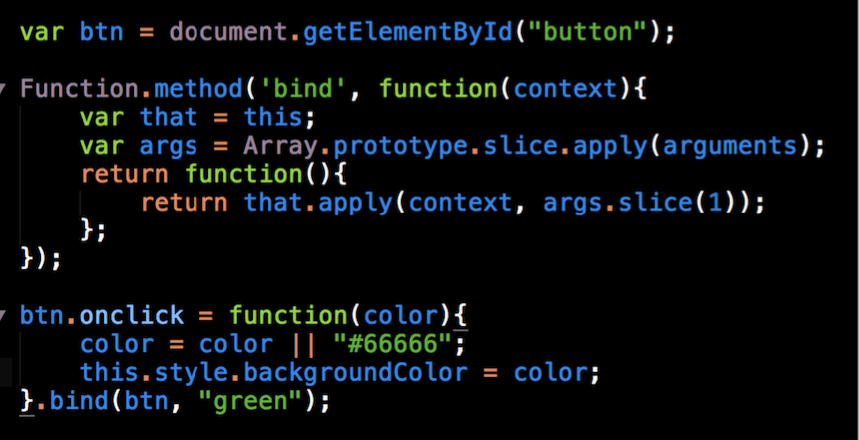 var btn = document.getElementById("button");
Function.method('bind', function(context){
var that = this;
var args = Array.prototype.slice.apply(arguments);
return function(){
return that.apply(context, args.slice(1));
};
});
btn.onclick = function(color){
color = color || "#66666";
this.style.backgroundColor = color;
}.bind(btn, "green");